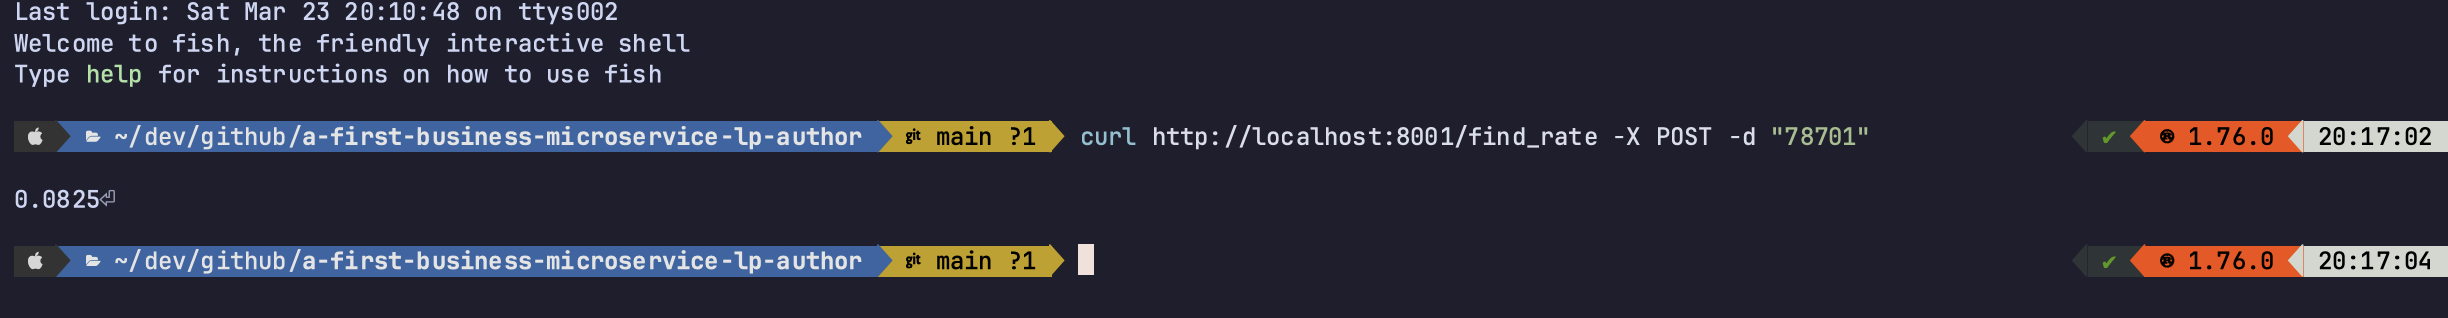 Last login: Sat Mar 23 20:10:48 on ttys002
Welcome to fish, the friendly interactive shell
Type help for instructions on how to use fish
~/dev/github/a-first-business-microservice-lp-author git main ?1 curl http://localhost:8001/find_rate -X POST -d "78701" ✔ 1.76.0 20:17:02
0.0825⏎
~/dev/github/a-first-business-microservice-lp-author git main ?1 ✔ 1.76.0 20:17:04